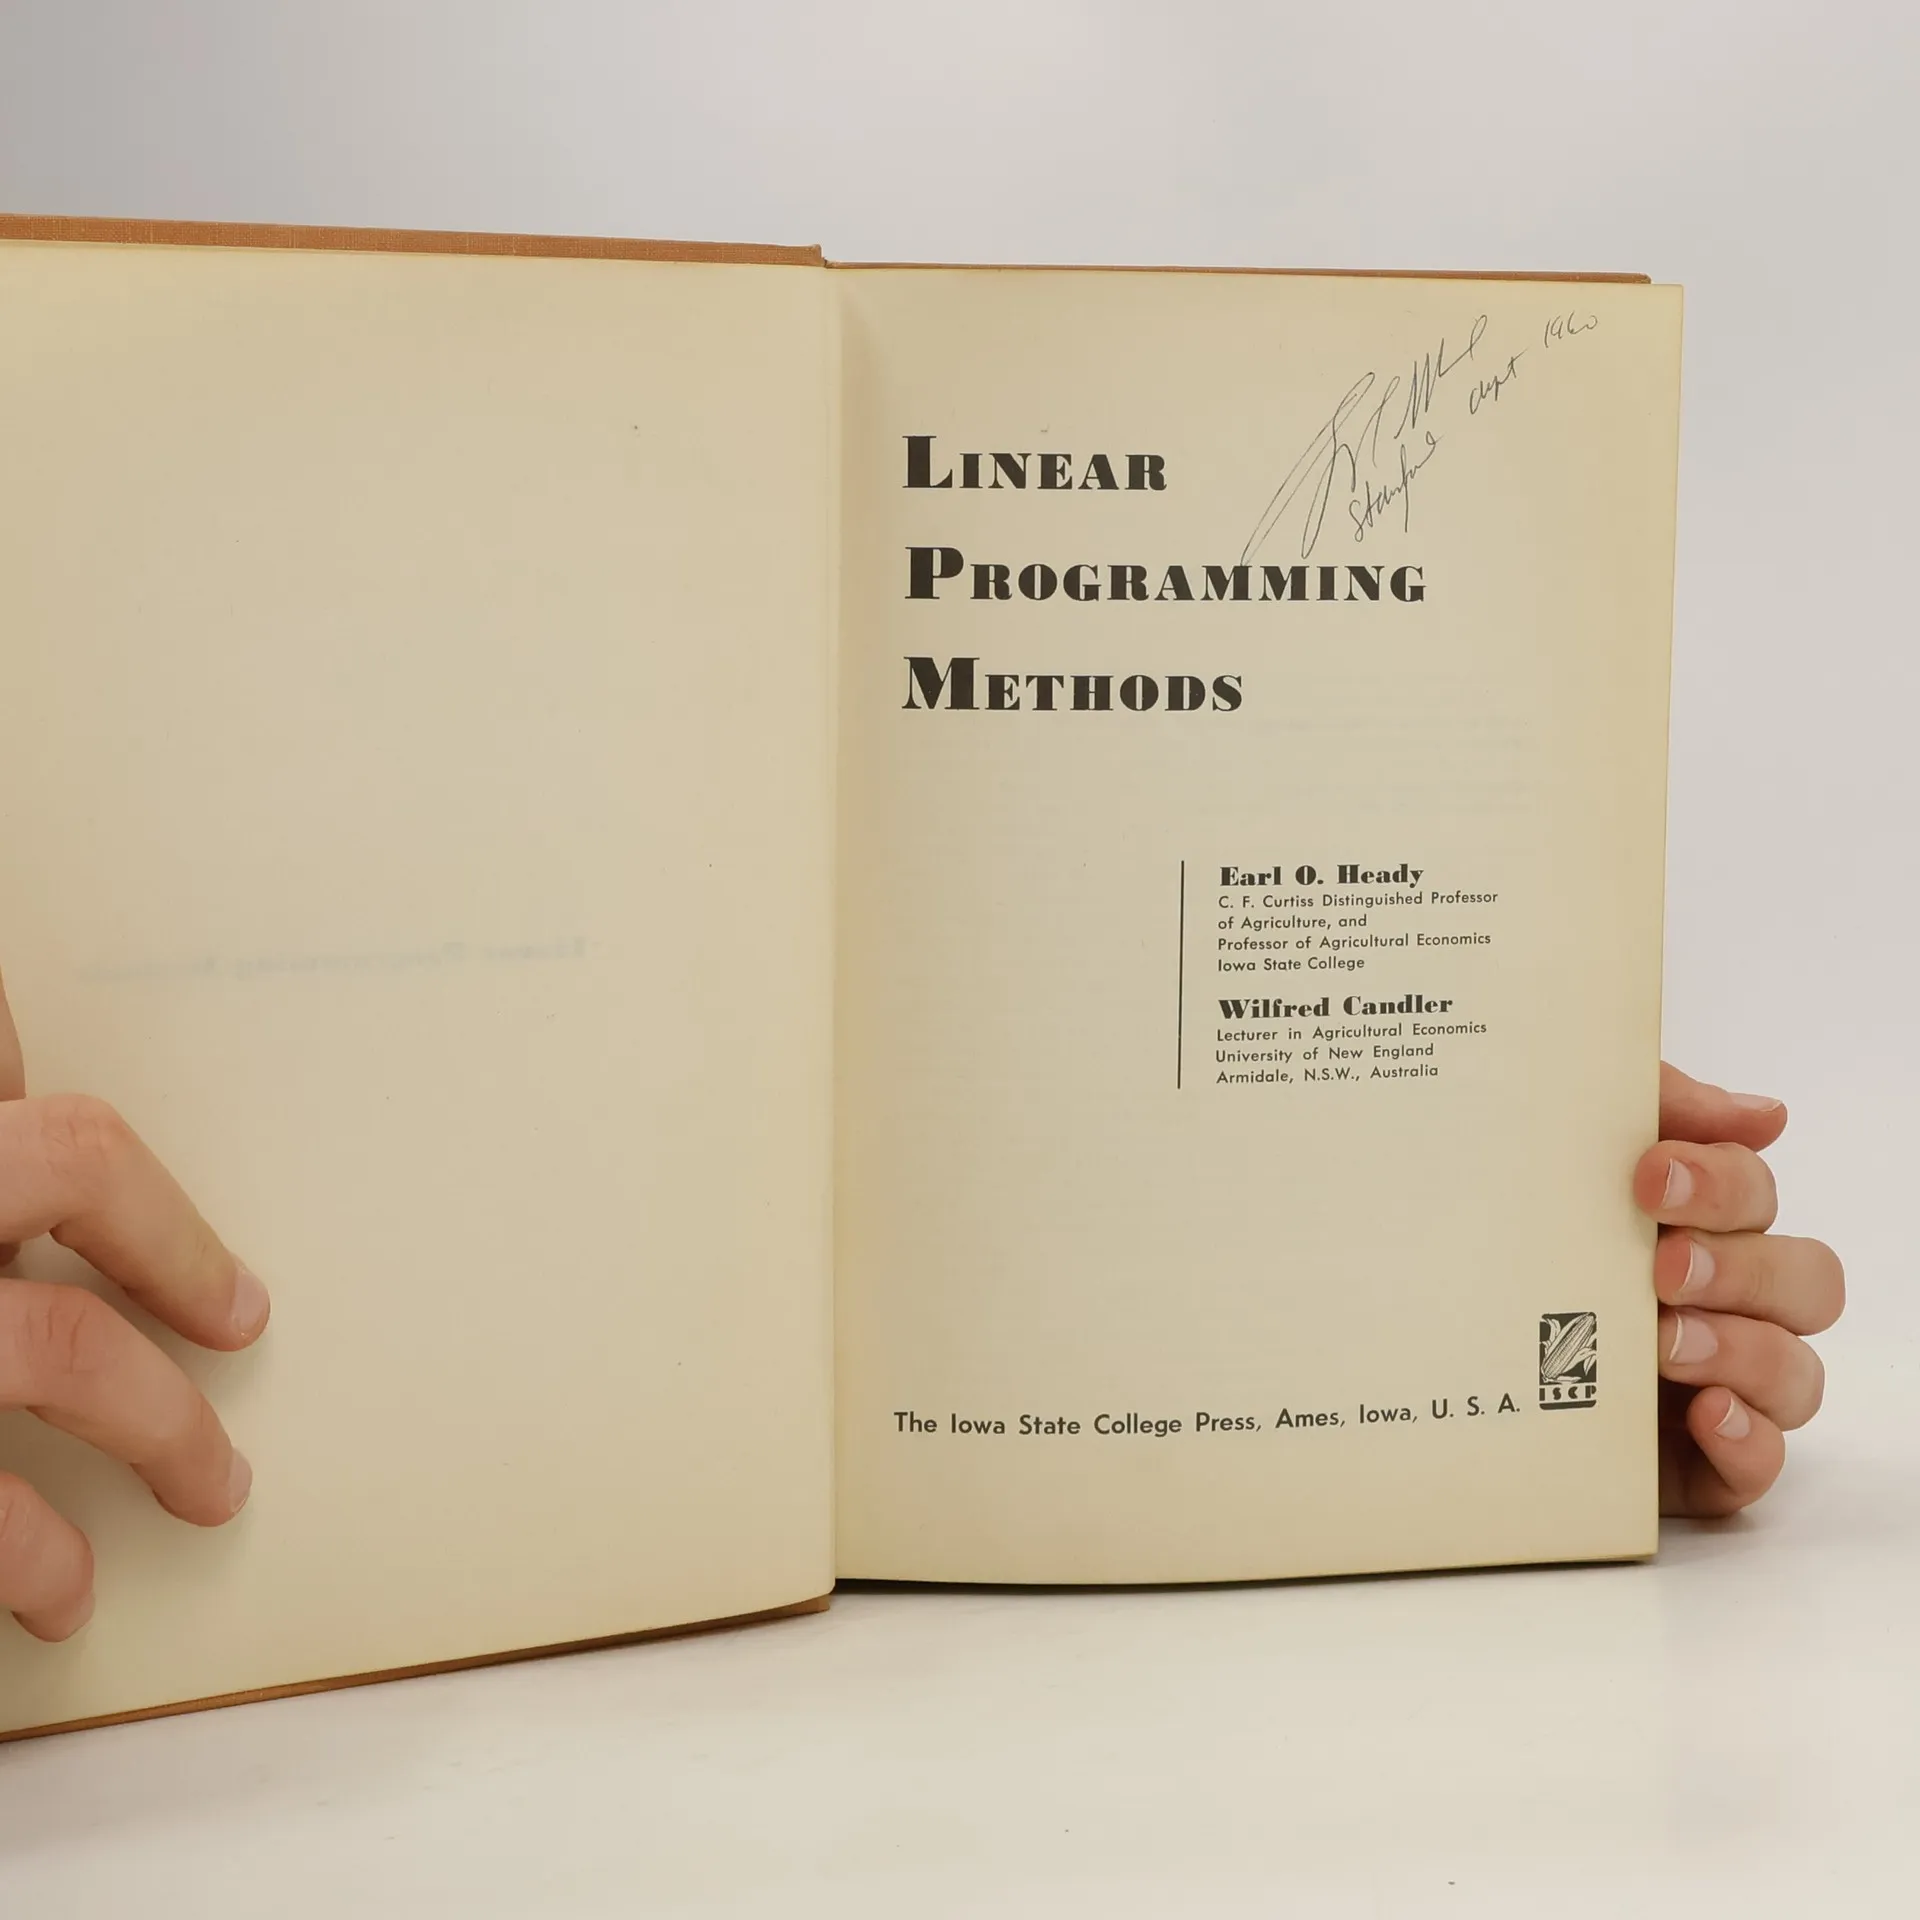 1960
Stanford
LINEAR
PROGRAMMING
METHODS
Earl O. Heady
C. F. Curtiss Distinguished Professor
of Agriculture, and
Professor of Agricultural Economics
Iowa State College
Wilfred Candler
Lecturer in Agricultural Economics
University of New England
Armidale, N.S.W., Australia
ISCP
The Iowa State College Press, Ames, Iowa, U. S. A.